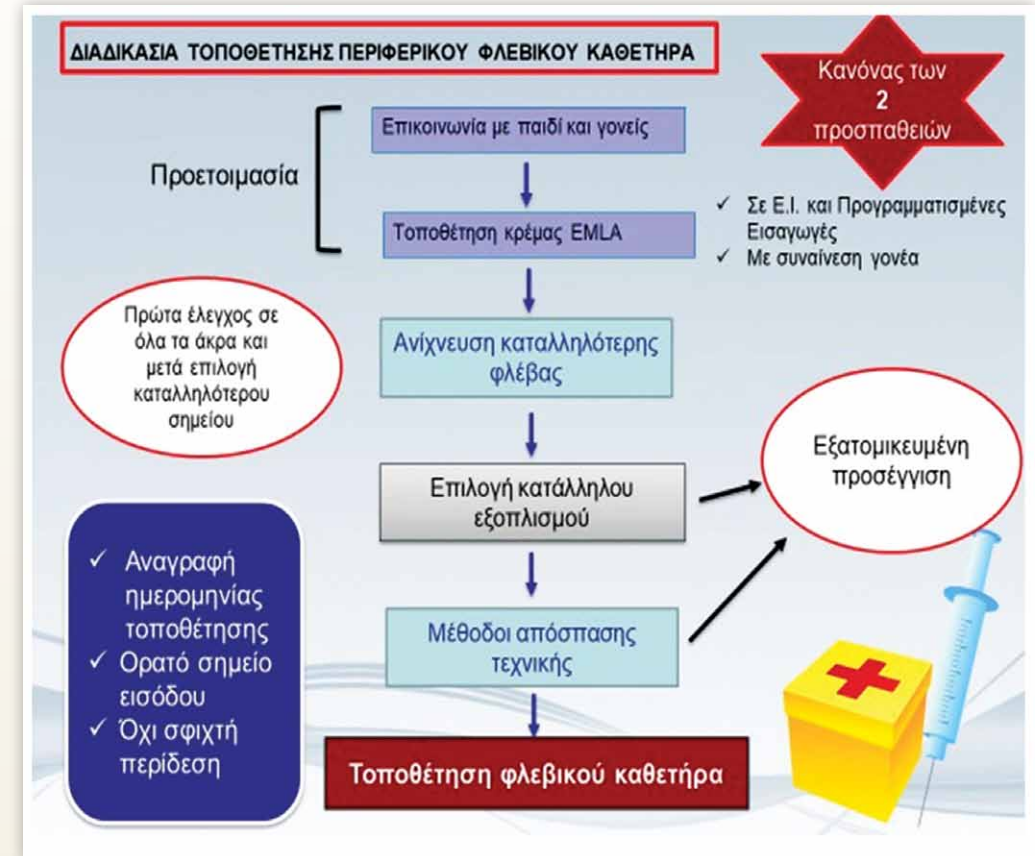 ΔΙΑΔΙΚΑΣΙΑ ΤΟΠΟΘΕΤΗΣΗΣ ΠΕΡΙΦΕΡΙΚΟΥ ΦΛΕΒΙΚΟΥ ΚΑΘΕΤΗΡΑ
Κανόνας των
2
προσπαθειών
Επικοινωνία με παιδί και γονείς
Προετοιμασία
Τοποθέτηση κρέμας EMLA
✓ Σε Ε.Ι. και Προγραμματισμένες
Εισαγωγές
✓ Με συναίνεση γονέα
Πρώτα έλεγχος σε
όλα τα άκρα και
μετά επιλογή
καταλληλότερου
σημείου
Ανίχνευση καταλληλότερης
φλέβας
Επιλογή κατάλληλου
εξοπλισμού
Εξατομικευμένη
προσέγγιση
✓ Αναγραφή
ημερομηνίας
τοποθέτησης
✓ Ορατό σημείο
εισόδου
✓ Όχι σφιχτή
περίδεση
Μέθοδοι απόσπασης
τεχνικής
Τοποθέτηση φλεβικού καθετήρα